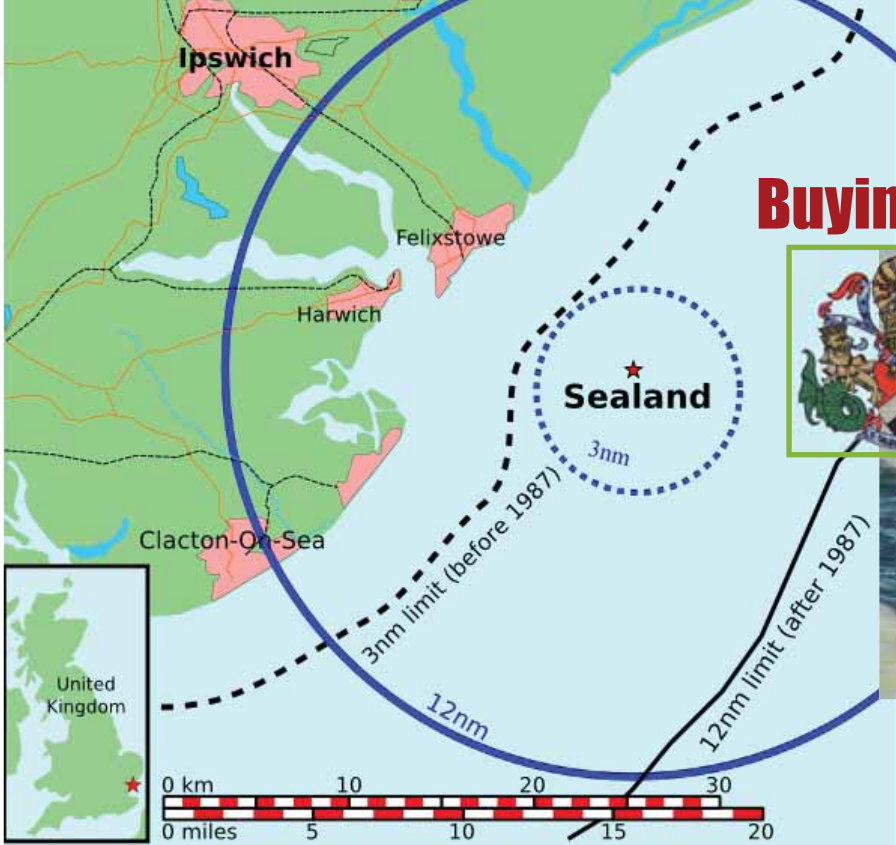 Ipswich
Buyin
Felixstowe
Harwich
Sealand
3nm
Clacton-On-Sea
3nm limit (before 1987)
12nm limit (after 1987)
12nm
United
Kingdom
0 km 10 20 30
0 miles 5 10 15 20